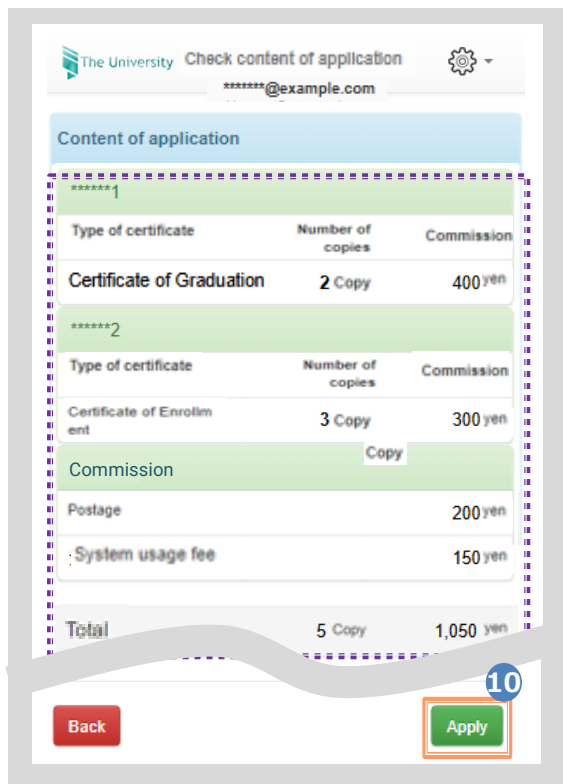 The University Check content of application
*******@example.com
Content of application
******1
Type of certificate Number of copies Commission
Certificate of Graduation 2 Copy 400 yen
******2
Type of certificate Number of copies Commission
Certificate of Enrollm
ent 3 Copy 300 yen
Copy
Commission
Postage 200 yen
System usage fee 150 yen
Total 5 Copy 1,050 yen
10
Back Apply